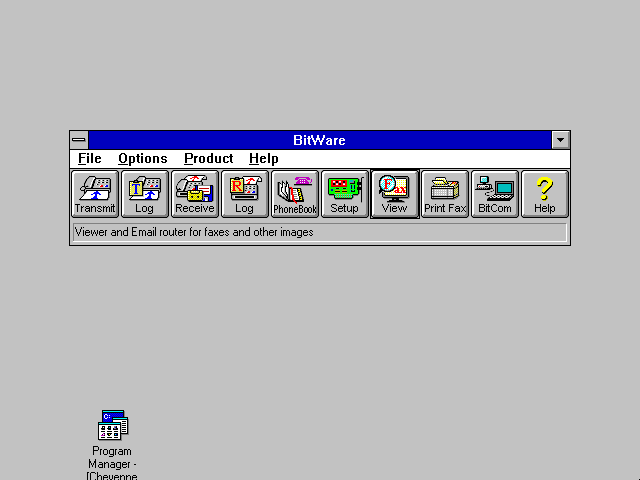 BitWare
File Options Product Help
Transmit Log Receive Log PhoneBook Setup View Print Fax BitCom Help
Viewer and Email router for faxes and other images
C:\
Program
Manager -
[Cheyenne